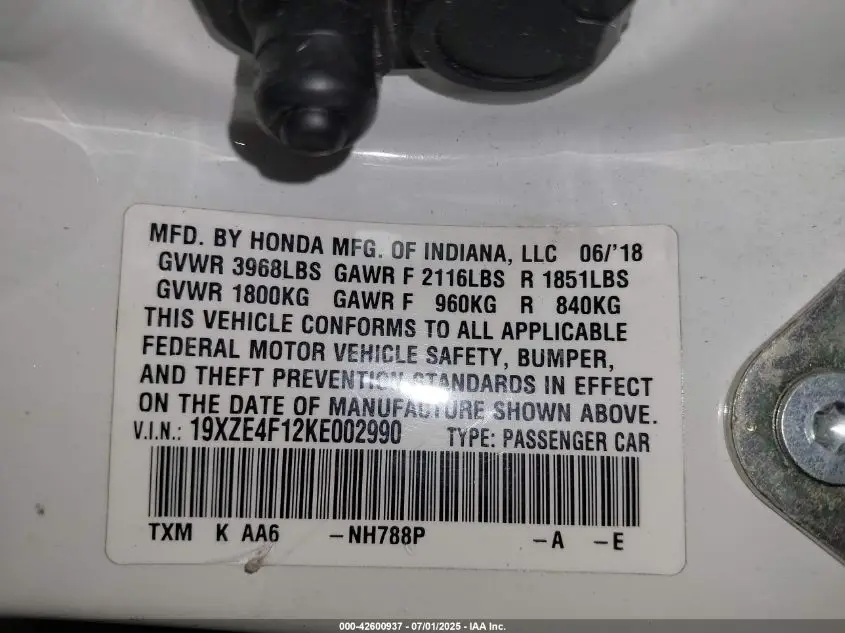 MFD. BY HONDA MFG. OF INDIANA, LLC 06/'18
GVWR 3968LBS GAWR F 2116LBS R 1851LBS
GVWR 1800KG GAWR F 960KG R 840KG
THIS VEHICLE CONFORMS TO ALL APPLICABLE
FEDERAL MOTOR VEHICLE SAFETY, BUMPER,
AND THEFT PREVENTION STANDARDS IN EFFECT
ON THE DATE OF MANUFACTURE SHOWN ABOVE.
V.I.N.: 19XZE4F12KE002990 TYPE: PASSENGER CAR
TXM K AA6 –NH788P –A –E
000-42600937 - 07/01/2025 - IAA Inc.